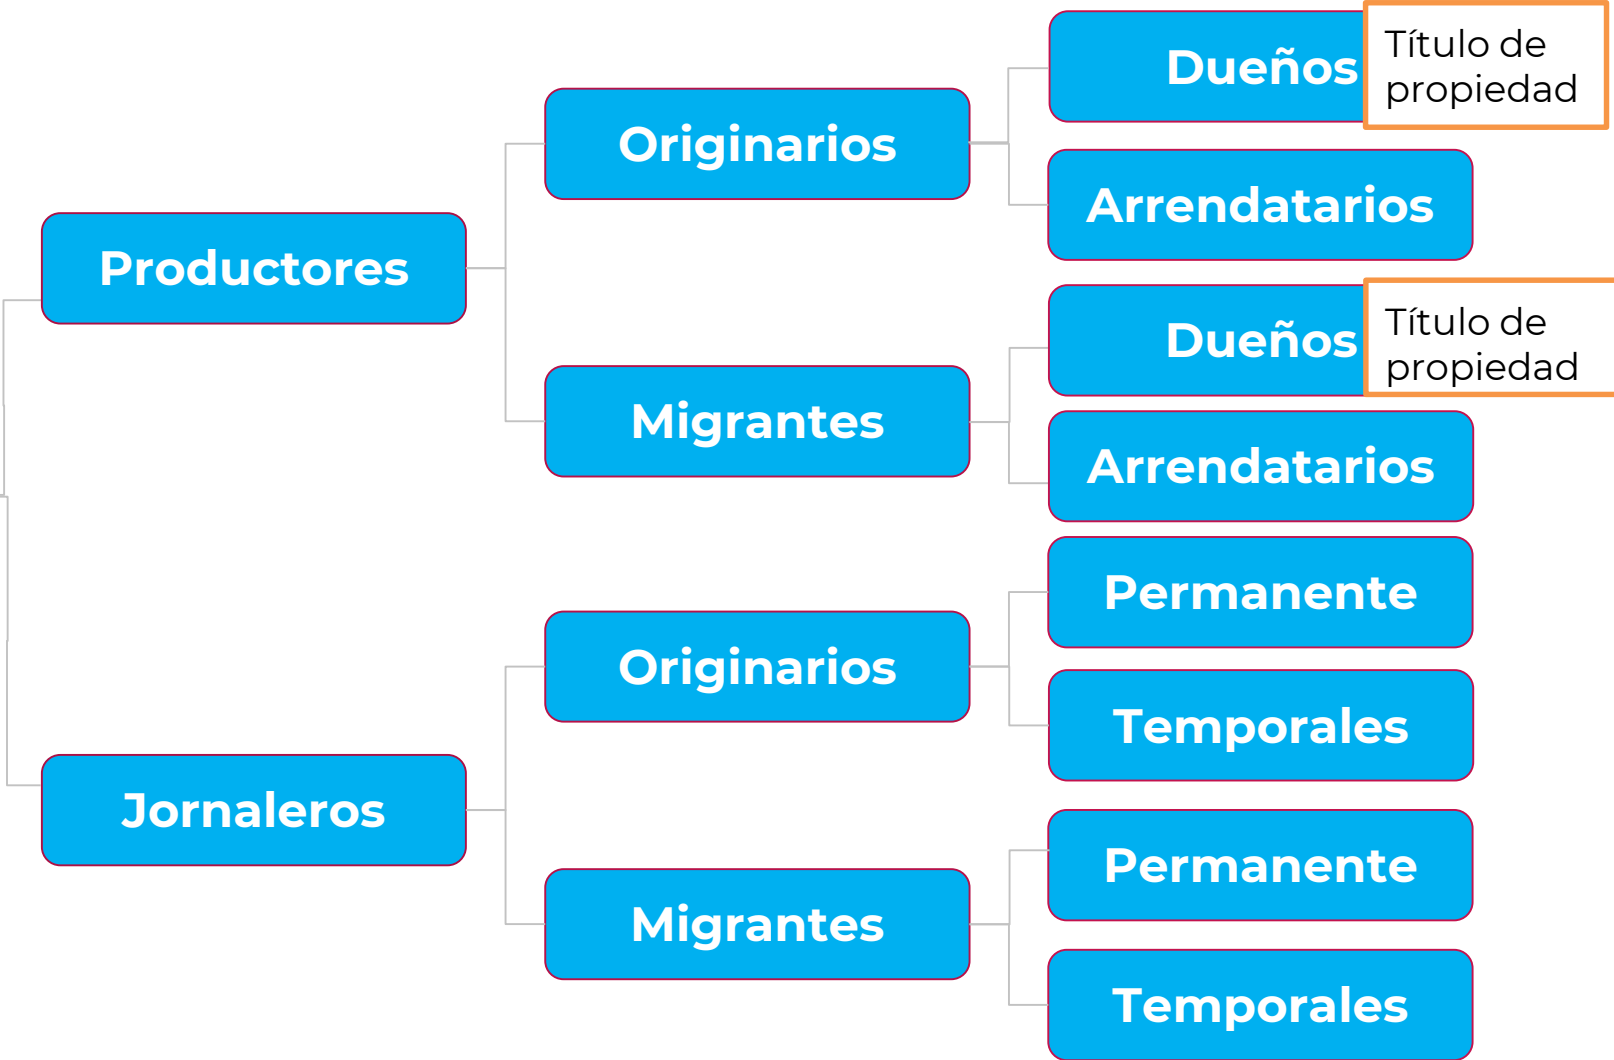 Productores
Originarios
Dueños
Título de
propiedad
Arrendatarios
Migrantes
Dueños
Título de
propiedad
Arrendatarios
Jornaleros
Originarios
Permanente
Temporales
Migrantes
Permanente
Temporales